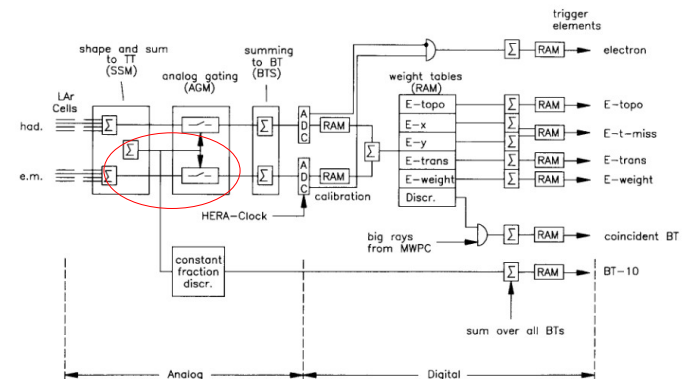 trigger
elements
shape and sum
to TT
(SSM)
summing
to BT
(BTS)
analog gating
(AGM)
weight tables
(RAM)
LAr
Cells
had.
e.m.
Σ
Σ
Σ
Σ
Σ
A
D
C
A
D
C
RAM
RAM
calibration
HERA-Clock
Σ
E-topo
E-x
E-y
E-trans
E-weight
Discr.
big rays
from MWPC
constant
fraction
discr.
Σ RAM electron
Σ RAM E-topo
Σ
Σ RAM E-t-miss
Σ RAM E-trans
Σ RAM E-weight
Σ RAM coincident BT
Σ RAM BT-10
sum over all BTs
Analog
Digital